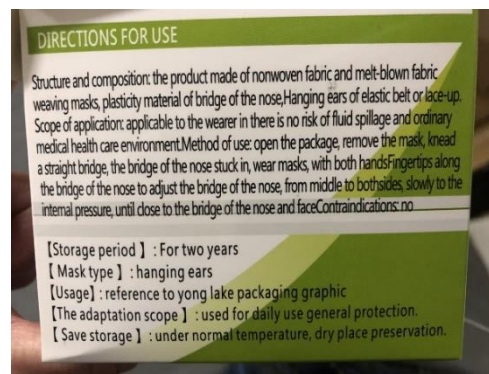 DIRECTIONS FOR USE
Structure and composition: the product made of nonwoven fabric and melt-blown fabric
weaving masks, plasticity material of bridge of the nose,Hanging ears of elastic belt or lace-up.
Scope of application: applicable to the wearer in there is no risk of fluid spillage and ordinary
medical health care environment.Method of use: open the package, remove the mask, knead
a straight bridge, the bridge of the nose stuck in, wear masks, with both handsFingertips along
the bridge of the nose to adjust the bridge of the nose, from middle to bothsides, slowly to the
internal pressure, until close to the bridge of the nose and faceContraindications: no
【Storage period 】 : For two years
【 Mask type 】 : hanging ears
【Usage】 : reference to yong lake packaging graphic
【The adaptation scope 】 : used for daily use general protection.
【 Save storage 】 : under normal temperature, dry place preservation.